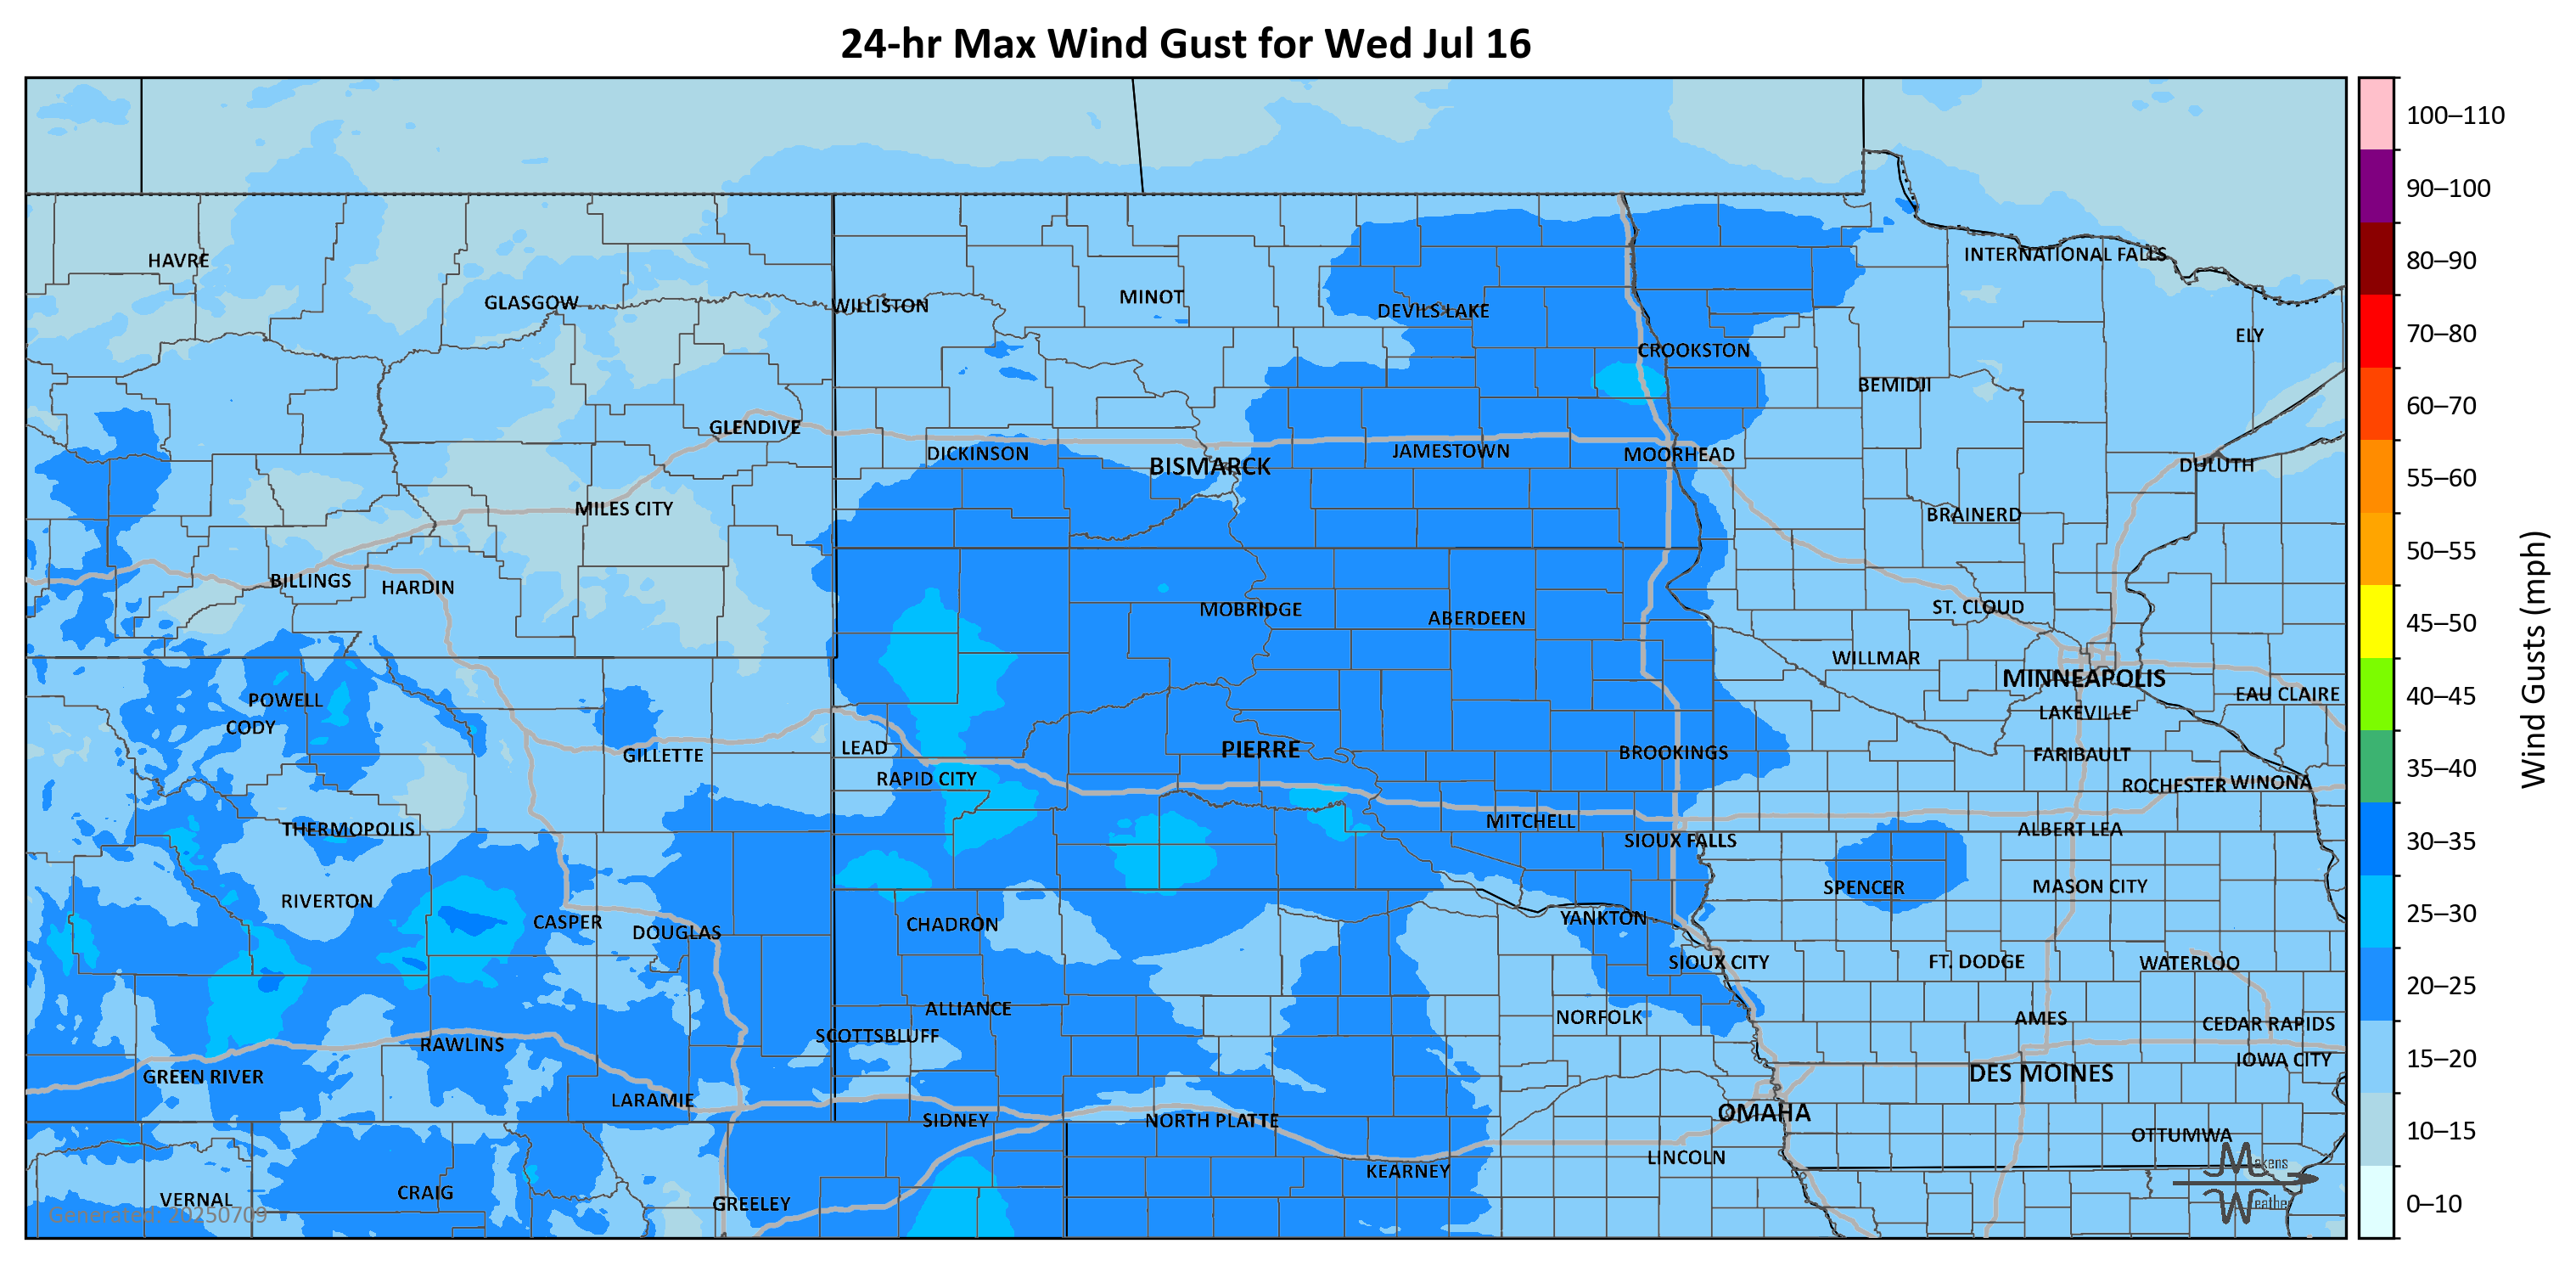 24-hr Max Wind Gust for Wed Jul 16
100–110
90–100
80–90
70–80
60–70
55–60
50–55
45–50
40–45
35–40
30–35
25–30
20–25
15–20
10–15
0–10
Wind Gusts (mph)
HAVRE
INTERNATIONAL FALLS
GLASGOW
WILLISTON
MINOT
DEVILS LAKE
ELY
CROOKSTON
BEMIDJI
GLENDIVE
DICKINSON
BISMARCK
JAMESTOWN
MOORHEAD
DULUTH
MILES CITY
BRAINERD
BILLINGS
HARDIN
MOBRIDGE
ABERDEEN
ST. CLOUD
WILLMAR
MINNEAPOLIS
EAU CLAIRE
POWELL
CODY
LAKEVILLE
GILLETTE
LEAD
PIERRE
BROOKINGS
FARIBAULT
RAPID CITY
ROCHESTER
WINONA
THERMOPOLIS
MITCHELL
SIOUX FALLS
ALBERT LEA
RIVERTON
SPENCER
MASON CITY
CASPER
DOUGLAS
CHADRON
YANKTON
SIOUX CITY
FT. DODGE
WATERLOO
ALLIANCE
NORFOLK
AMES
CEDAR RAPIDS
SCOTTSBLUFF
RAWLINS
IOWA CITY
GREEN RIVER
DES MOINES
LARAMIE
SIDNEY
NORTH PLATTE
OMAHA
OTTUMWA
LINCOLN
KEARNEY
VERNAL
CRAIG
GREELEY
Generated: 20250709
Makens
Weather